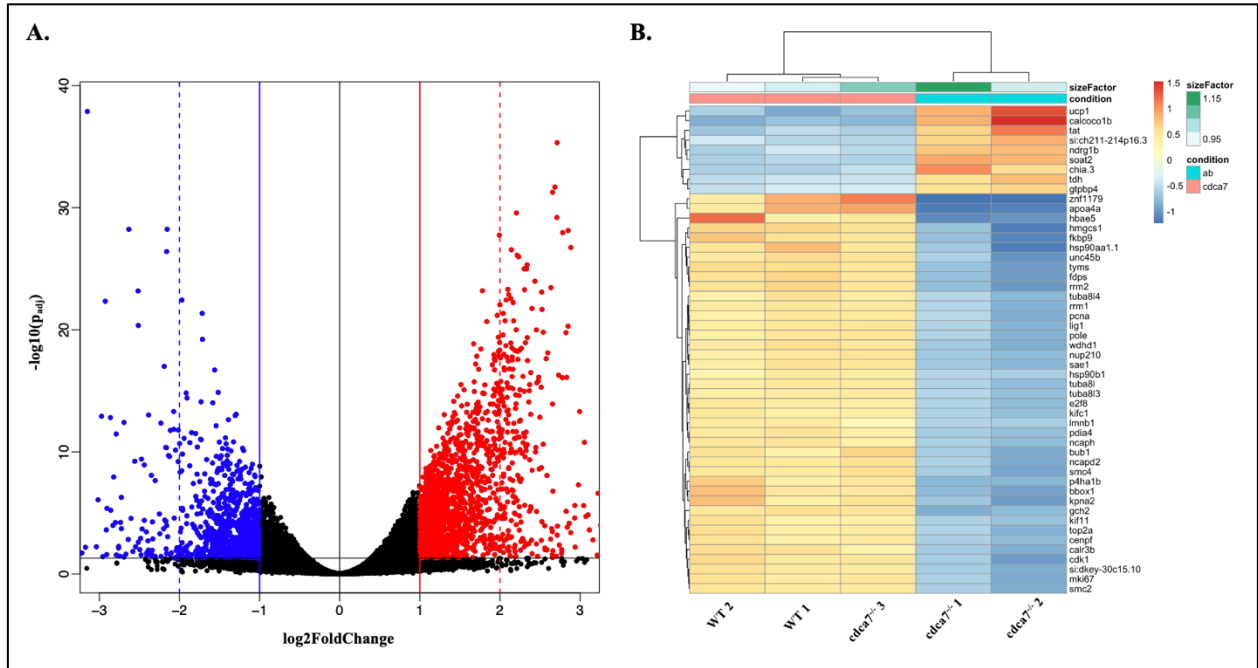 A.
40
30
20
10
0
-log10(p_adj)
−3 −2 −1 0 1 2 3
log2FoldChange
B.
sizeFactor
condition
ucp1
calcoco1b
tat
si:ch211-214p16.3
ndrg1b
soat2
chia.3
tdh
gtpbp4
znf1179
apoa4a
hbae5
hmgcs1
fkbp9
hsp90aa1.1
unc45b
tyms
fdps
rrm2
tuba8l4
rrm1
pcna
lig1
pole
wdhd1
nup210
sae1
hsp90b1
tuba8l
tuba8l3
e2f8
kifc1
lmnb1
pdia4
ncaph
bub1
ncapd2
smc4
p4ha1b
bbox1
kpna2
gch2
kif11
top2a
cenpf
calr3b
cdk1
si:dkey-30c15.10
mki67
smc2
WT 2 WT 1 cdca7⁻/⁻ 3 cdca7⁻/⁻ 1 cdca7⁻/⁻ 2
1.5
1
0.5
0
-0.5
-1
sizeFactor
1.15
0.95
condition
ab
cdca7